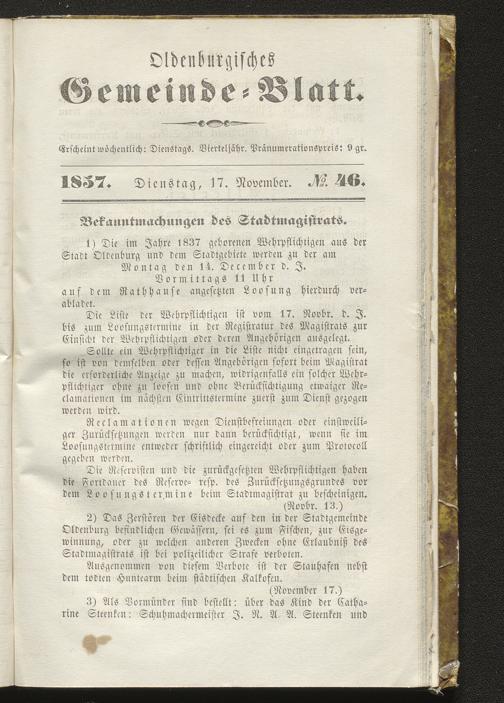 Oldenburgisches
Gemeinde-Blatt.
Erscheint wöchentlich: Dienstags. Vierteljähr. Pränumerationspreis: 9 gr.
1857. Dienstag, 17. November. №. 46.
Bekanntmachungen des Stadtmagistrats.
1) Die im Jahre 1837 geborenen Wehrpflichtigen aus der
Stadt Oldenburg und dem Stadtgebiete werden zu der am
Montag den 14. December d. J.
Vormittags 11 Uhr
auf dem Rathhause angesetzten Loosung hierdurch ver-
abladet.
Die Liste der Wehrpflichtigen ist vom 17. Novbr. d. J.
bis zum Loosungstermine in der Registratur des Magistrats zur
Einsicht der Wehrpflichtigen oder deren Angehörigen ausgelegt.
Sollte ein Wehrpflichtiger in die Liste nicht eingetragen sein,
so ist von demselben oder dessen Angehörigen sofort beim Magistrat
die erforderliche Anzeige zu machen, widrigenfalls ein solcher Wehr-
pflichtiger ohne zu loosen und ohne Berücksichtigung etwaiger Re-
clamationen im nächsten Eintrittstermine zuerst zum Dienst gezogen
werden wird.
Reclamationen wegen Dienstbefreiungen oder einstweili-
ger Zurücksetzungen werden nur dann berücksichtigt, wenn sie im
Loosungstermine entweder schriftlich eingereicht oder zum Protocoll
gegeben werden.
Die Reservisten und die zurückgesetzten Wehrpflichtigen haben
die Fortdauer des Reserve- resp. des Zurücksetzungsgrundes vor
dem Loosungstermine beim Stadtmagistrat zu bescheinigen.
(Novbr. 13.)
2) Das Zerstören der Eisdecke auf den in der Stadtgemeinde
Oldenburg befindlichen Gewässern, sei es zum Fischen, zur Eisge-
winnung, oder zu welchen anderen Zwecken ohne Erlaubniß des
Stadtmagistrats ist bei polizeilicher Strafe verboten.
Ausgenommen von diesem Verbote ist der Stauhafen nebst
dem todten Huntearm beim städtischen Kalkofen.
(November 17.)
3) Als Vormünder sind bestellt: über das Kind der Catha-
rine Steenken: Schuhmachermeister J. N. A. A. Steenken und